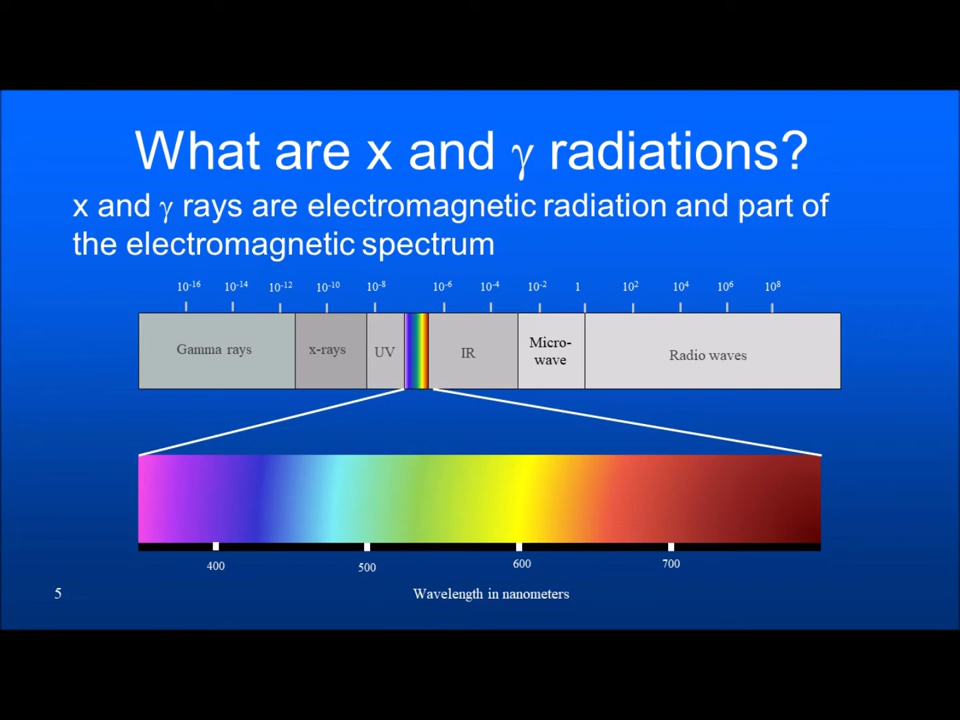 What are x and γ radiations?
x and γ rays are electromagnetic radiation and part of
the electromagnetic spectrum
10⁻¹⁶ 10⁻¹⁴ 10⁻¹² 10⁻¹⁰ 10⁻⁸ 10⁻⁶ 10⁻⁴ 10⁻² 1 10² 10⁴ 10⁶ 10⁸
Gamma rays
x-rays
UV
IR
Micro-
wave
Radio waves
400 500 600 700
5
Wavelength in nanometers